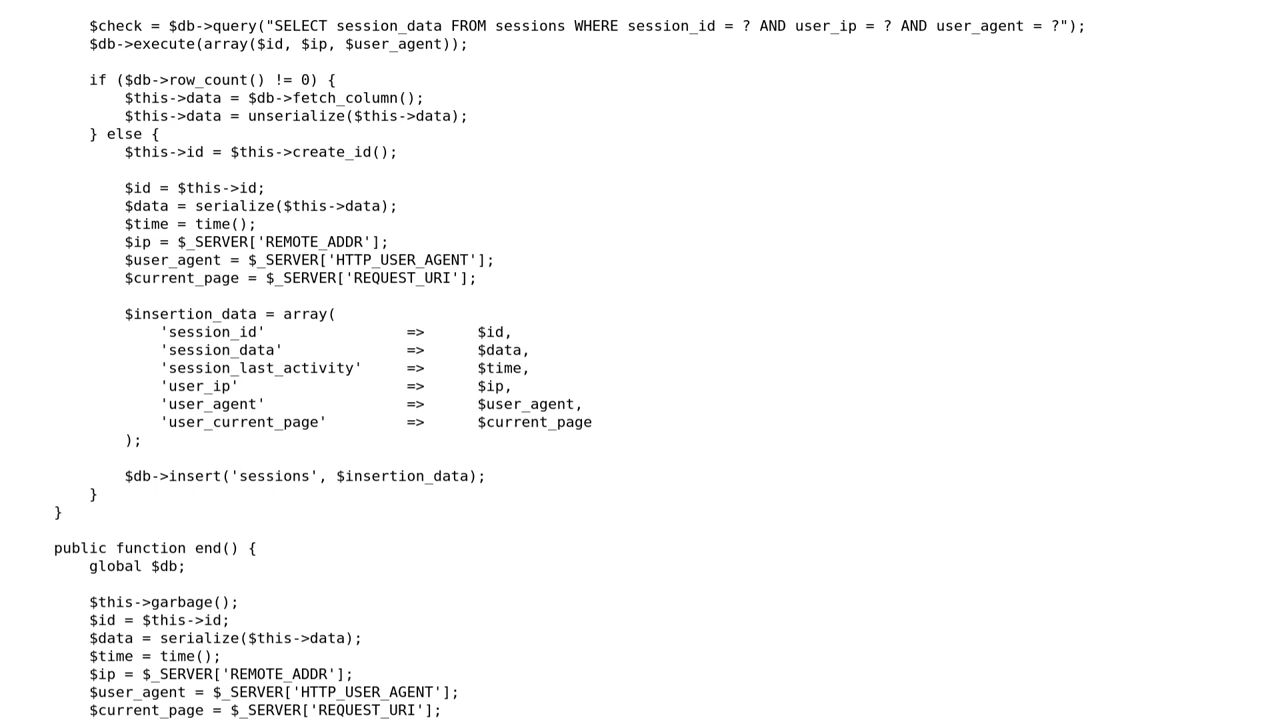 $check = $db->query("SELECT session_data FROM sessions WHERE session_id = ? AND user_ip = ? AND user_agent = ?");
$db->execute(array($id, $ip, $user_agent));
if ($db->row_count() != 0) {
$this->data = $db->fetch_column();
$this->data = unserialize($this->data);
} else {
$this->id = $this->create_id();
$id = $this->id;
$data = serialize($this->data);
$time = time();
$ip = $_SERVER['REMOTE_ADDR'];
$user_agent = $_SERVER['HTTP_USER_AGENT'];
$current_page = $_SERVER['REQUEST_URI'];
$insertion_data = array(
'session_id' => $id,
'session_data' => $data,
'session_last_activity' => $time,
'user_ip' => $ip,
'user_agent' => $user_agent,
'user_current_page' => $current_page
);
$db->insert('sessions', $insertion_data);
}
}
public function end() {
global $db;
$this->garbage();
$id = $this->id;
$data = serialize($this->data);
$time = time();
$ip = $_SERVER['REMOTE_ADDR'];
$user_agent = $_SERVER['HTTP_USER_AGENT'];
$current_page = $_SERVER['REQUEST_URI'];